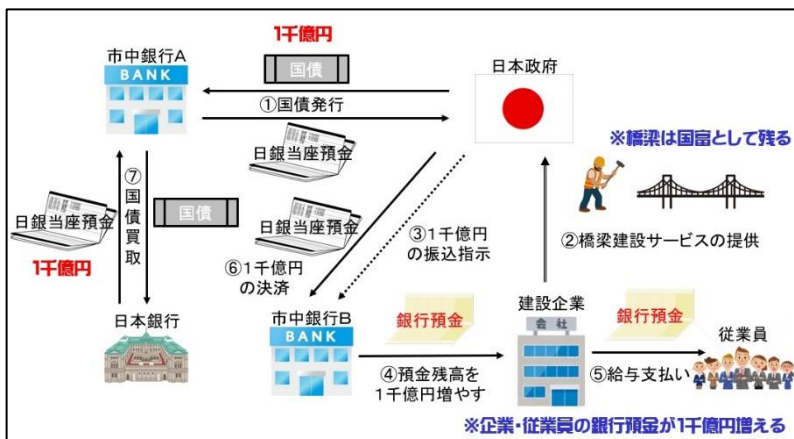 1千億円
市中銀行A
BANK
国債
日本政府
①国債発行
※橋梁は国富として残る
日銀当座預金
⑦国債買取
国債
日銀当座預金
日銀当座預金
1千億円
③1千億円
の振込指示
②橋梁建設サービスの提供
⑥1千億円
の決済
日本銀行
市中銀行B
BANK
銀行預金
建設企業
会社
銀行預金
従業員
④預金残高を
1千億円増やす
⑤給与支払い
※企業・従業員の銀行預金が1千億円増える